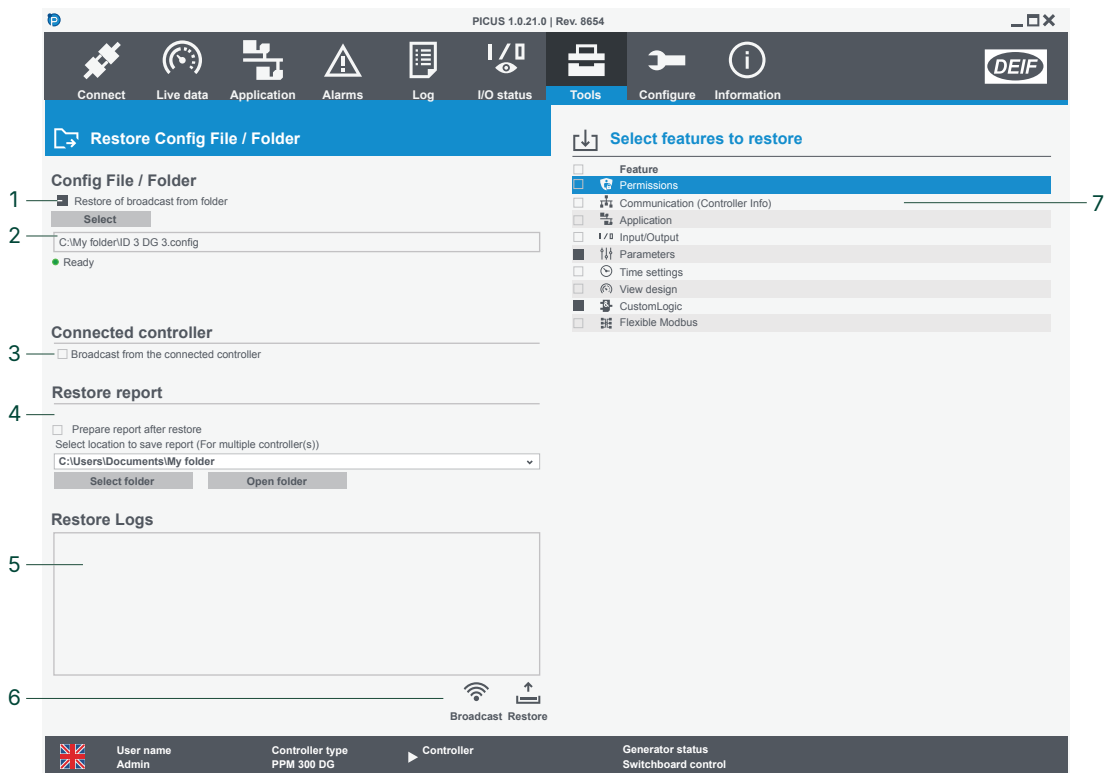 PICUS 1.0.21.0 | Rev. 8654
Connect
Live data
Application
Alarms
Log
I/O status
Tools
Configure
Information
DEIF
Restore Config File / Folder
Config File / Folder
1
Restore of broadcast from folder
Select
2
C:\My folder\ID 3 DG 3.config
Ready
Connected controller
3
Broadcast from the connected controller
Restore report
4
Prepare report after restore
Select location to save report (For multiple controller(s))
C:\Users\Documents\My folder
Select folder
Open folder
Restore Logs
5
6
Broadcast
Restore
Select features to restore
Feature
Permissions
Communication (Controller Info)
7
Application
Input/Output
Parameters
Time settings
View design
CustomLogic
Flexible Modbus
User name
Admin
Controller type
PPM 300 DG
Controller
Generator status
Switchboard control